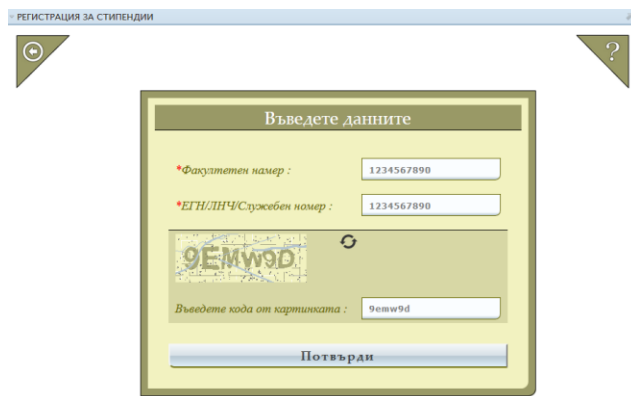 РЕГИСТРАЦИЯ ЗА СТИПЕНДИИ
?
Въведете данните
*Факултетен намер :
1234567890
*ЕГН/ЛНЧ/Служебен номер :
1234567890
9EMW9D
Въведете кода от картинката :
9emw9d
Потвърди